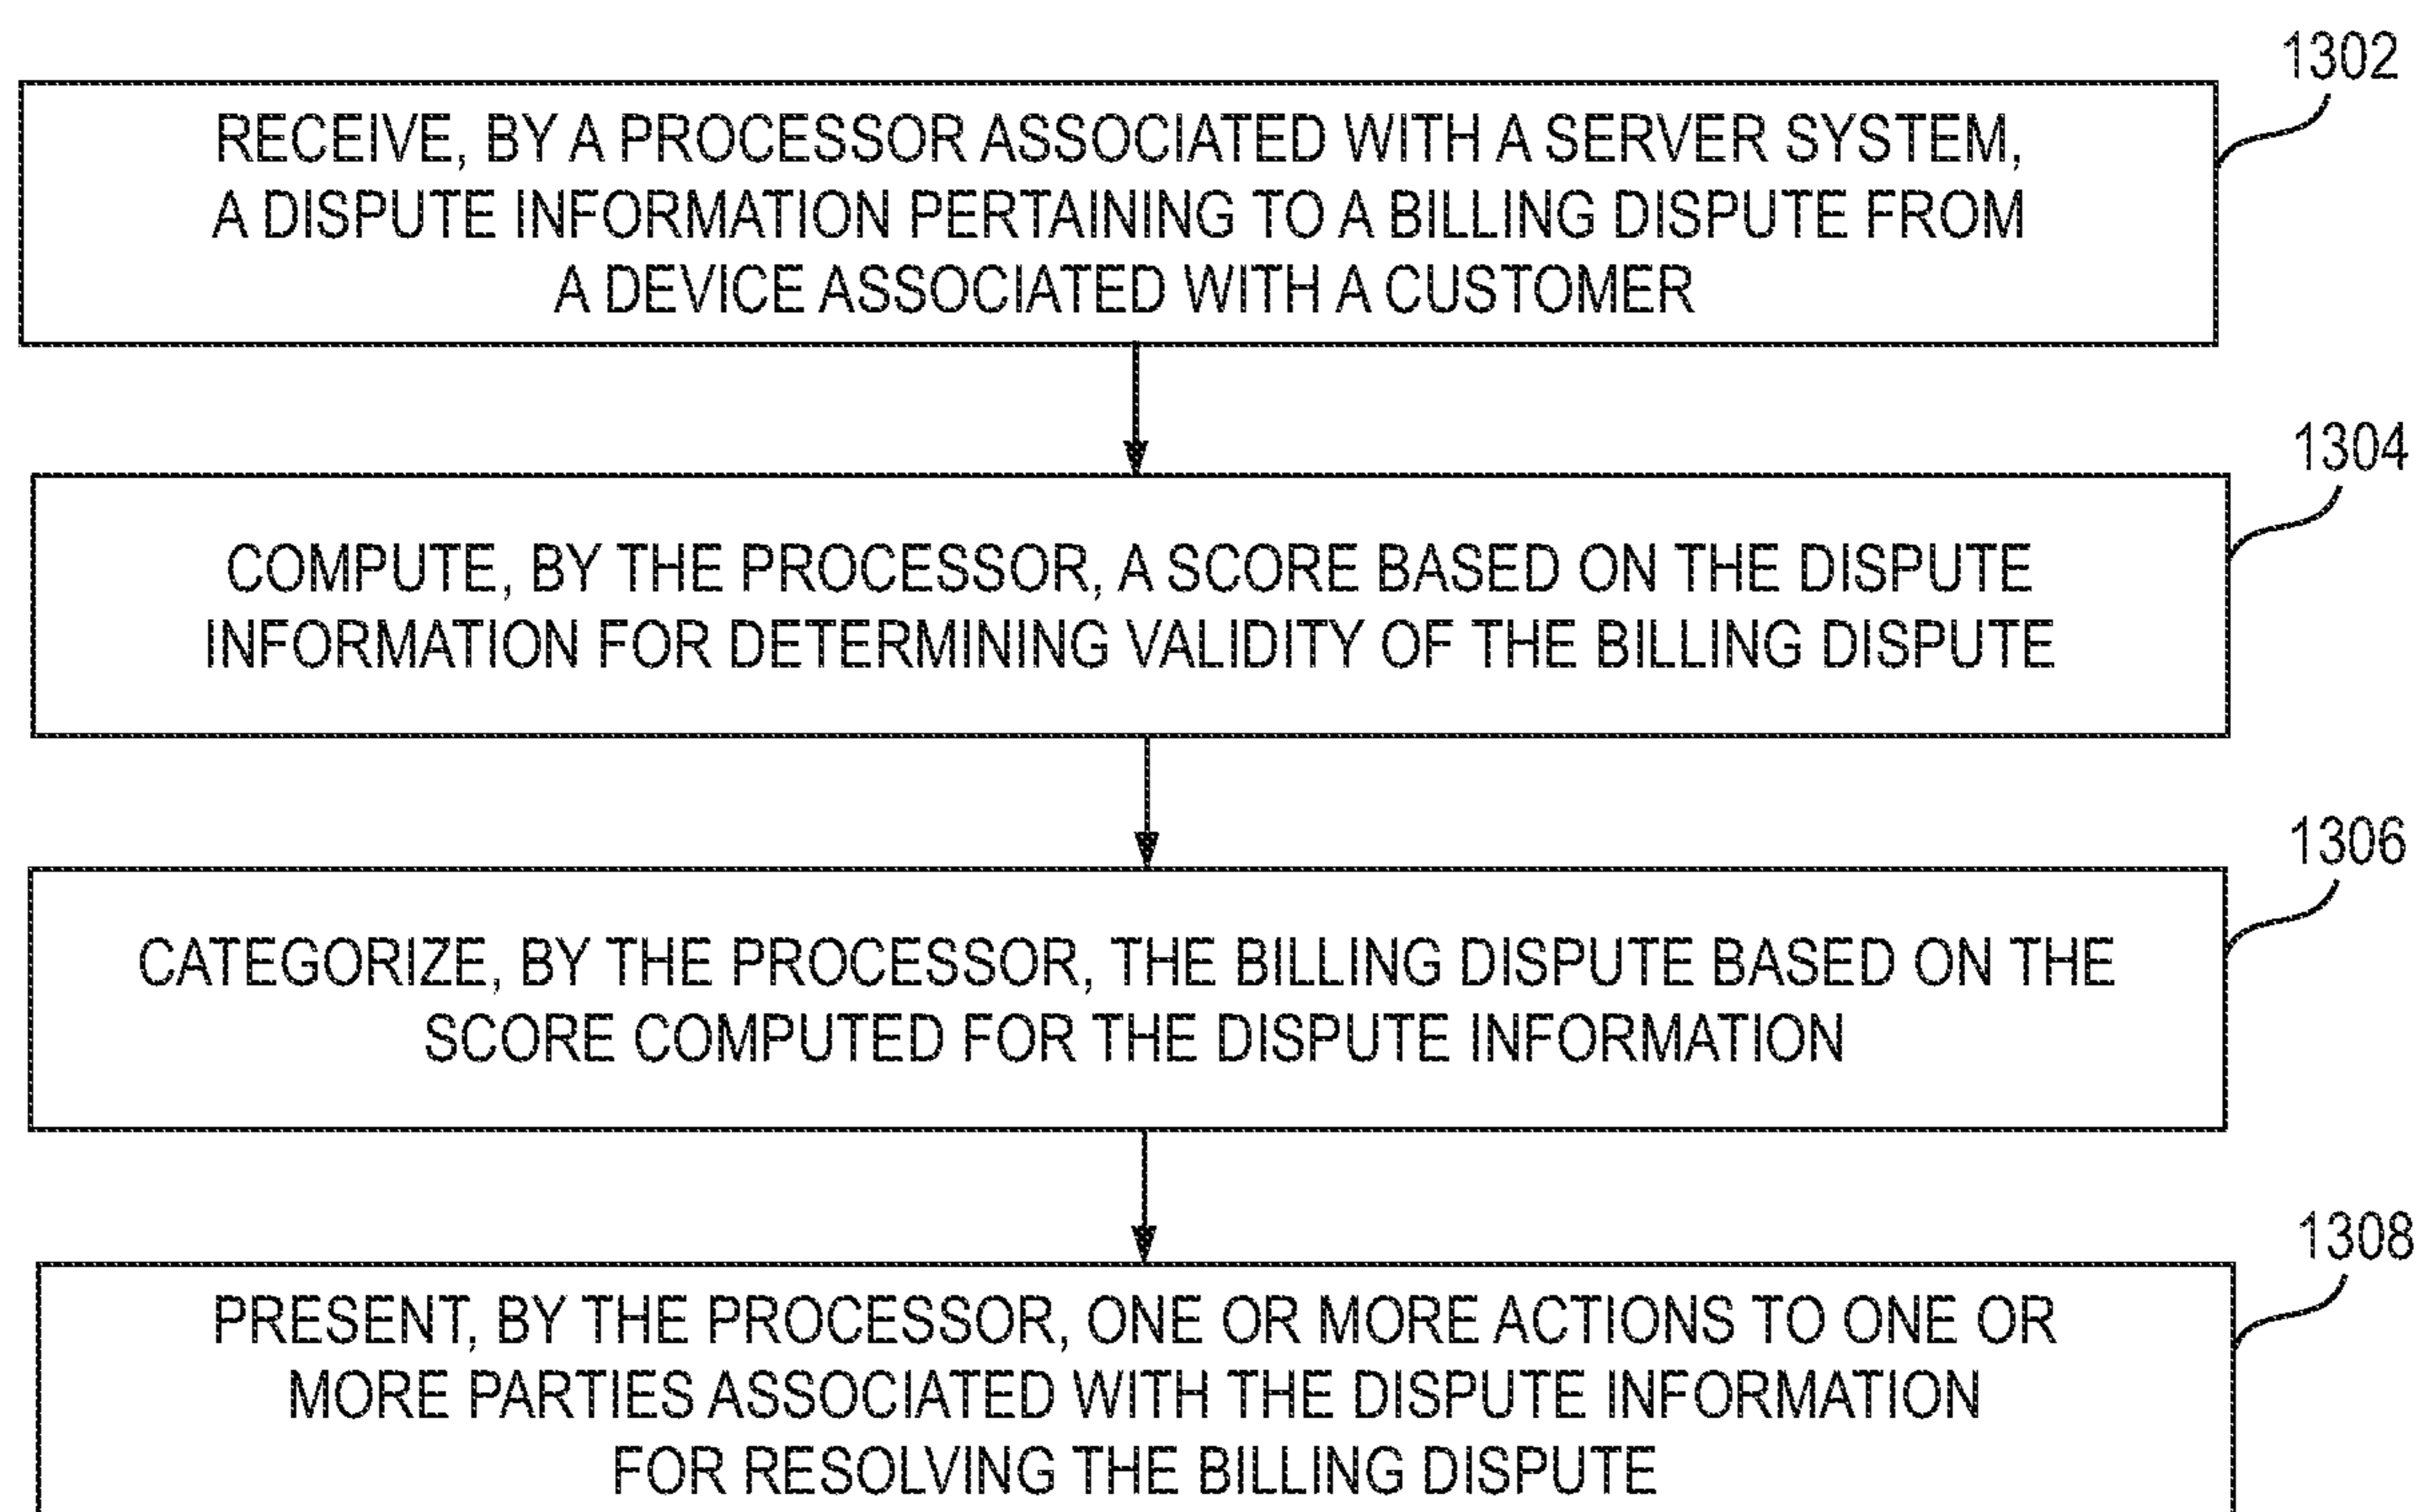 1302
RECEIVE, BY A PROCESSOR ASSOCIATED WITH A SERVER SYSTEM,
A DISPUTE INFORMATION PERTAINING TO A BILLING DISPUTE FROM
A DEVICE ASSOCIATED WITH A CUSTOMER
1304
COMPUTE, BY THE PROCESSOR, A SCORE BASED ON THE DISPUTE
INFORMATION FOR DETERMINING VALIDITY OF THE BILLING DISPUTE
1306
CATEGORIZE, BY THE PROCESSOR, THE BILLING DISPUTE BASED ON THE
SCORE COMPUTED FOR THE DISPUTE INFORMATION
1308
PRESENT, BY THE PROCESSOR, ONE OR MORE ACTIONS TO ONE OR
MORE PARTIES ASSOCIATED WITH THE DISPUTE INFORMATION
FOR RESOLVING THE BILLING DISPUTE